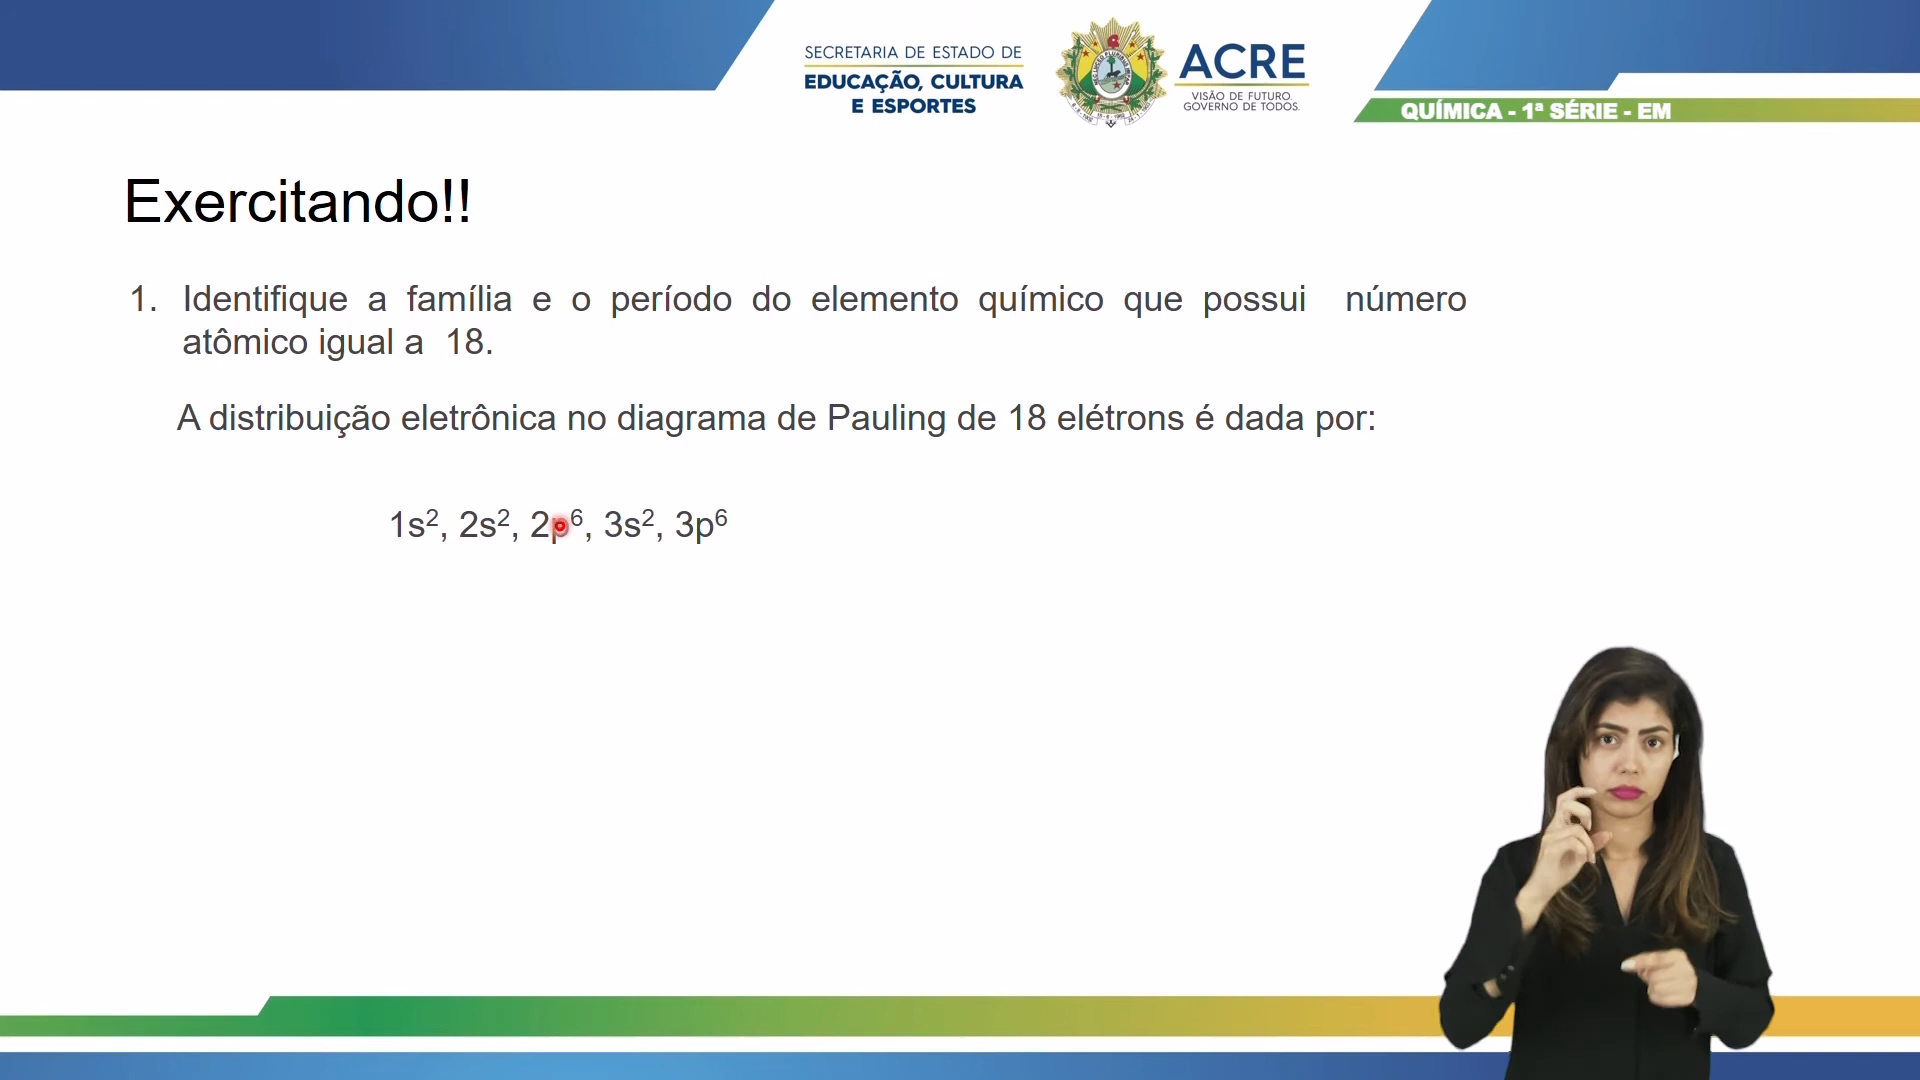 SECRETARIA DE ESTADO DE
EDUCAÇÃO, CULTURA
E ESPORTES
ACRE
VISÃO DE FUTURO.
GOVERNO DE TODOS.
QUÍMICA - 1ª SÉRIE - EM
Exercitando!!
1. Identifique a família e o período do elemento químico que possui número
atômico igual a 18.
A distribuição eletrônica no diagrama de Pauling de 18 elétrons é dada por:
1s², 2s², 2p⁶, 3s², 3p⁶